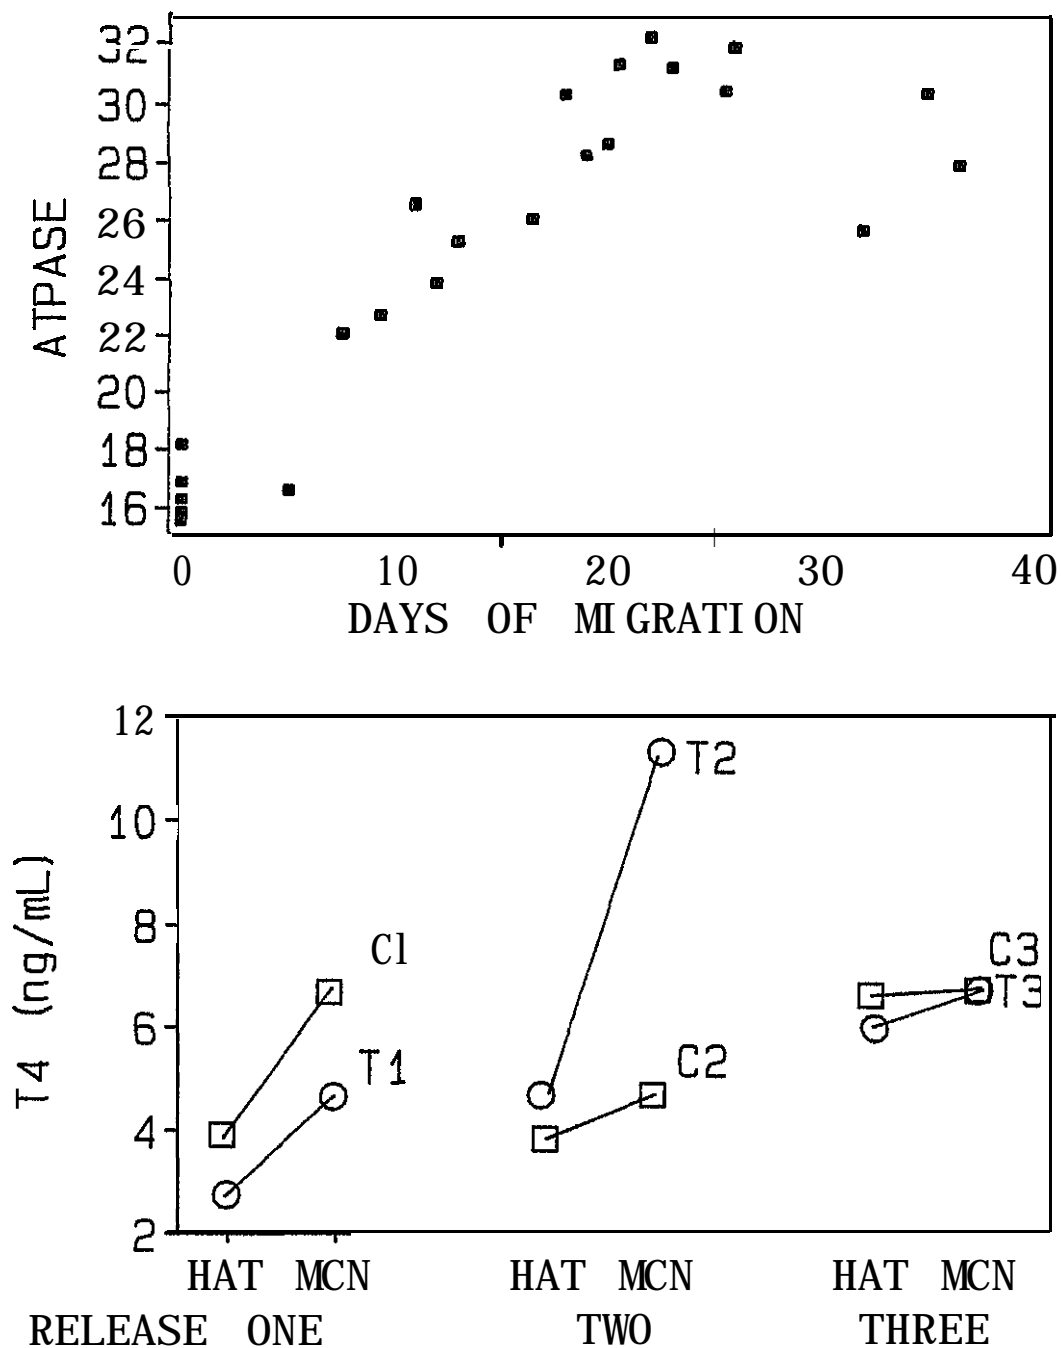 ATPASE
32
30
28
26
24
22
20
18
16
0 10 20 30 40
DAYS OF MIGRATION
T4 (ng/mL)
12
10
8
6
4
2
C1
T1
T2
C2
C3
T3
HAT MCN HAT MCN HAT MCN
RELEASE ONE TWO THREE